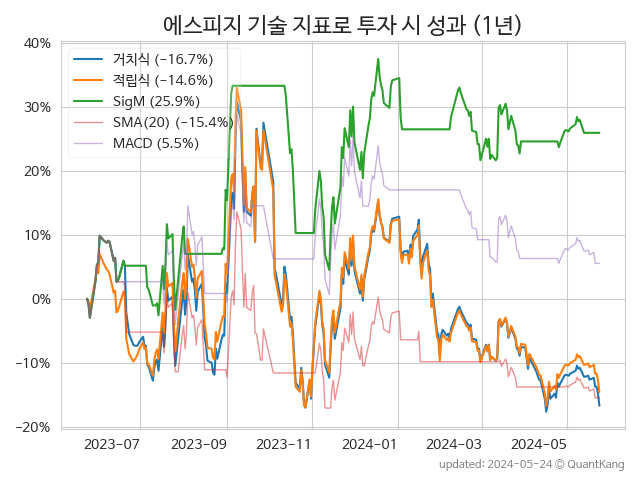 에스피지 기술 지표로 투자 시 성과 (1년)
40%
30%
20%
10%
0%
−10%
−20%
거치식 (−16.7%)
적립식 (−14.6%)
SigM (25.9%)
SMA(20) (−15.4%)
MACD (5.5%)
2023-07 2023-09 2023-11 2024-01 2024-03 2024-05
updated: 2024-05-24 © QuantKang